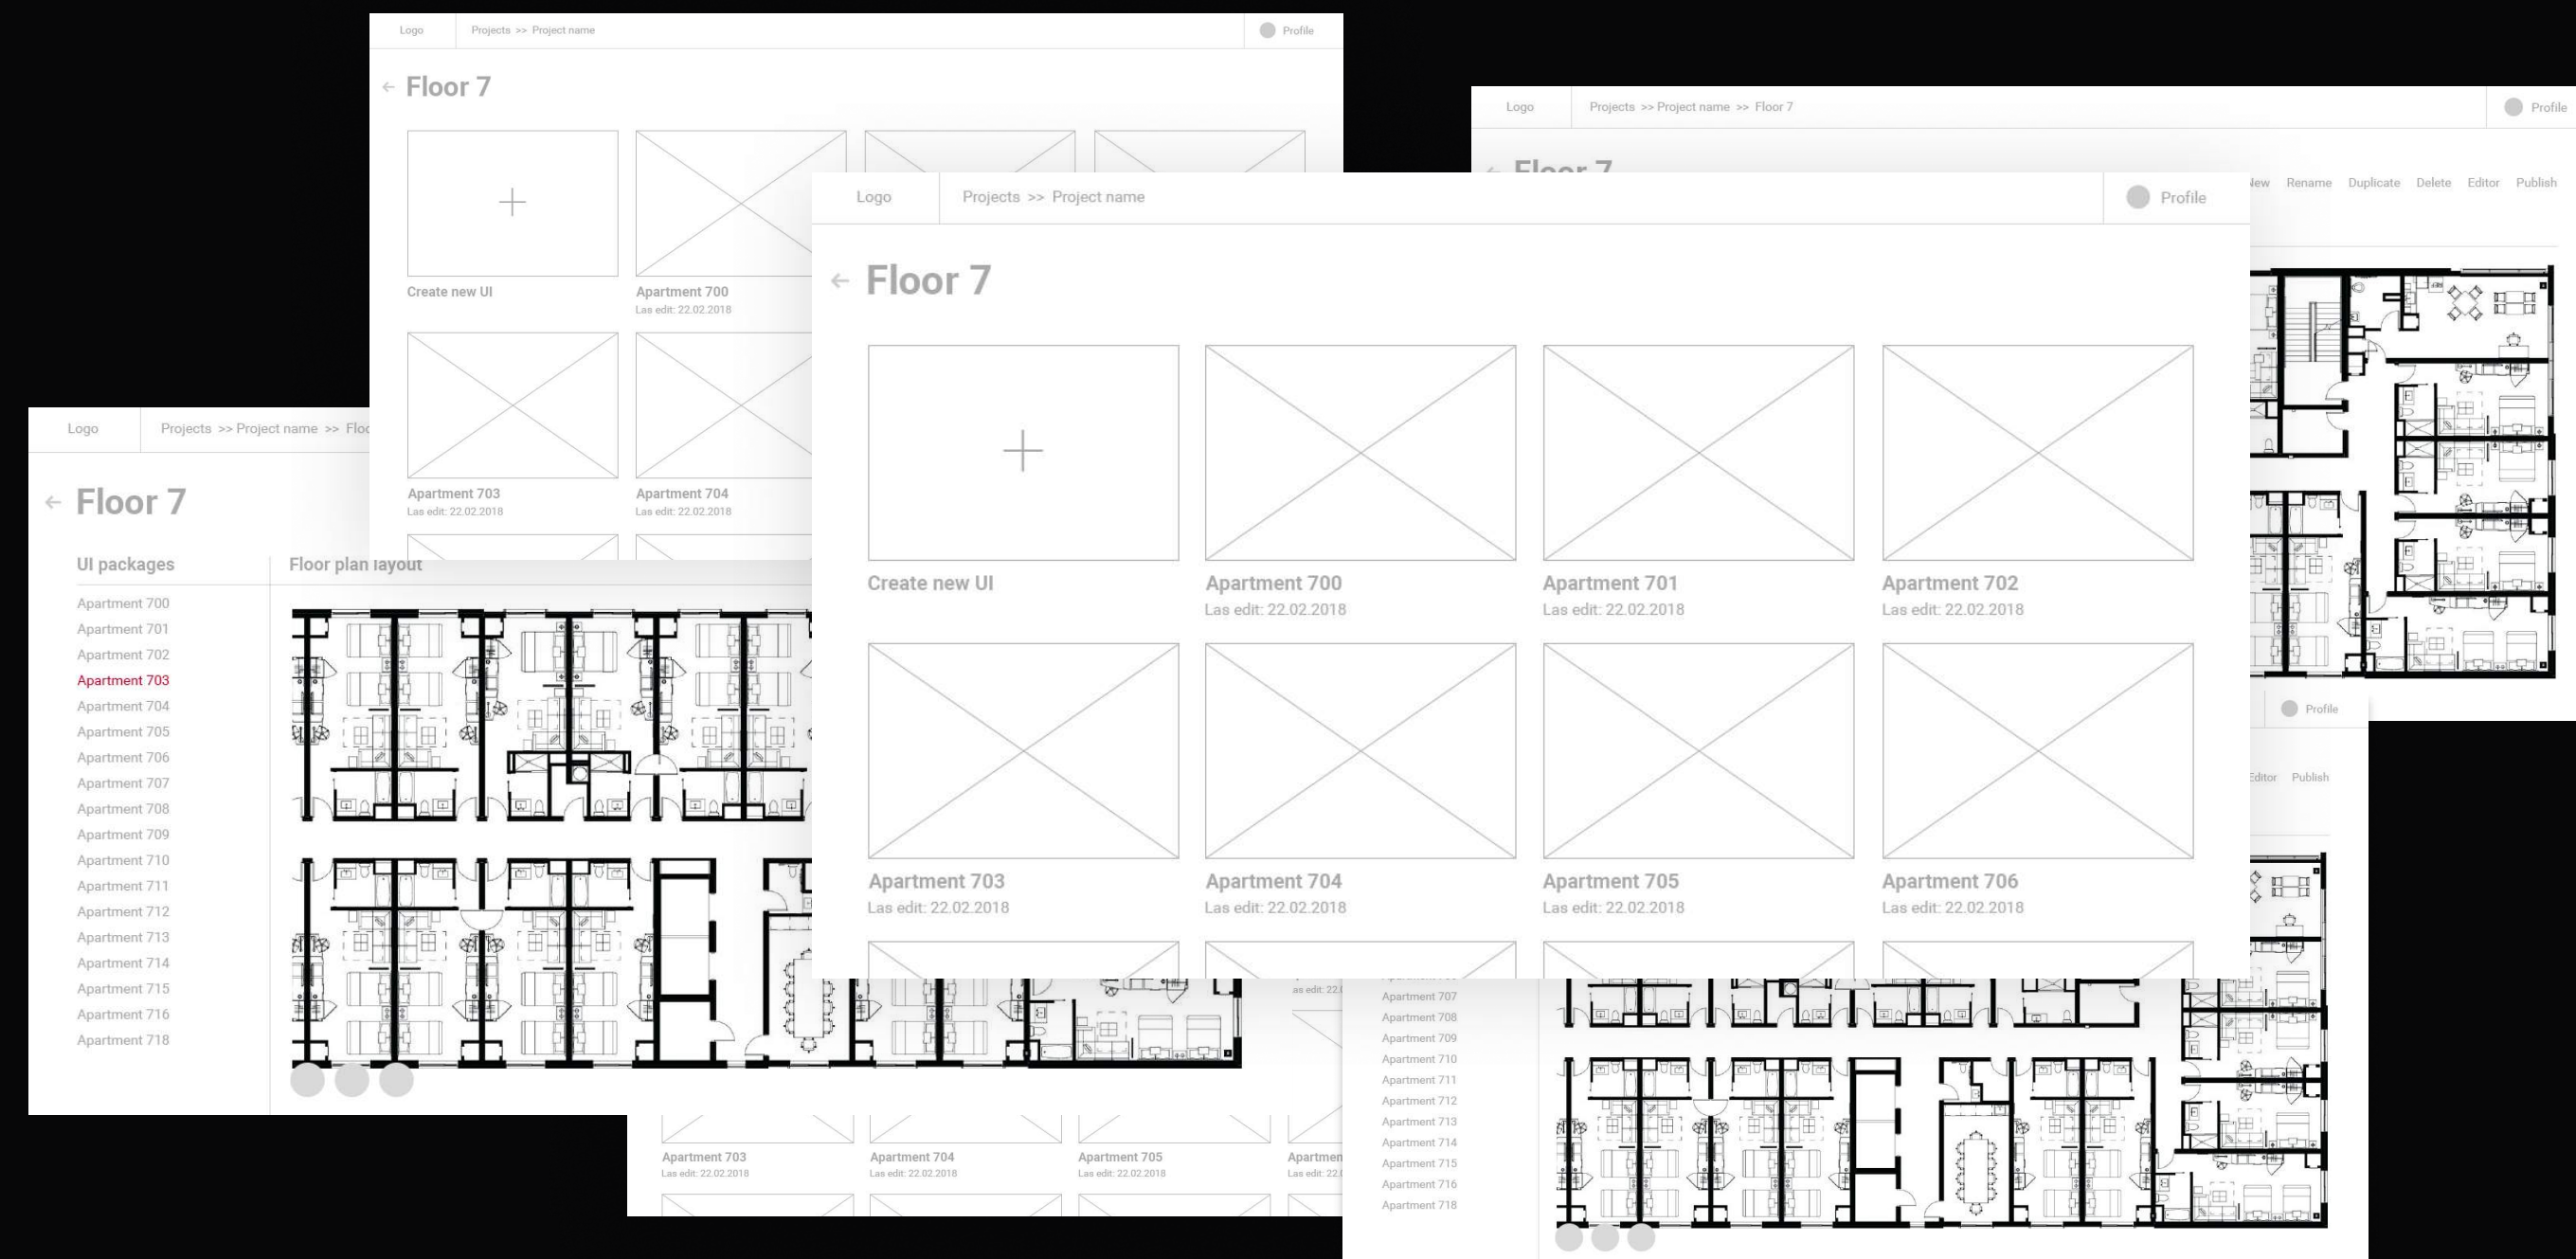 Logo
Projects >> Project name
Profile
Floor 7
Create new UI
Apartment 700
Las edit: 22.02.2018
Apartment 703
Las edit: 22.02.2018
Apartment 704
Las edit: 22.02.2018
Logo
Projects >> Project name >> Floor 7
Profile
Floor 7
Rename
Duplicate
Delete
Editor
Publish
Logo
Projects >> Project name
Profile
Floor 7
Create new UI
Apartment 700
Las edit: 22.02.2018
Apartment 701
Las edit: 22.02.2018
Apartment 702
Las edit: 22.02.2018
Apartment 703
Las edit: 22.02.2018
Apartment 704
Las edit: 22.02.2018
Apartment 705
Las edit: 22.02.2018
Apartment 706
Las edit: 22.02.2018
Logo
Projects >> Project name >>
Floor 7
UI packages
Floor plan layout
Apartment 700
Apartment 701
Apartment 702
Apartment 703
Apartment 704
Apartment 705
Apartment 706
Apartment 707
Apartment 708
Apartment 709
Apartment 710
Apartment 711
Apartment 712
Apartment 713
Apartment 714
Apartment 715
Apartment 716
Apartment 718
Apartment 703
Las edit: 22.02.2018
Apartment 704
Las edit: 22.02.2018
Apartment 705
Las edit: 22.02.2018
Profile
Editor
Publish
Apartment 707
Apartment 708
Apartment 709
Apartment 710
Apartment 711
Apartment 712
Apartment 713
Apartment 714
Apartment 715
Apartment 716
Apartment 718